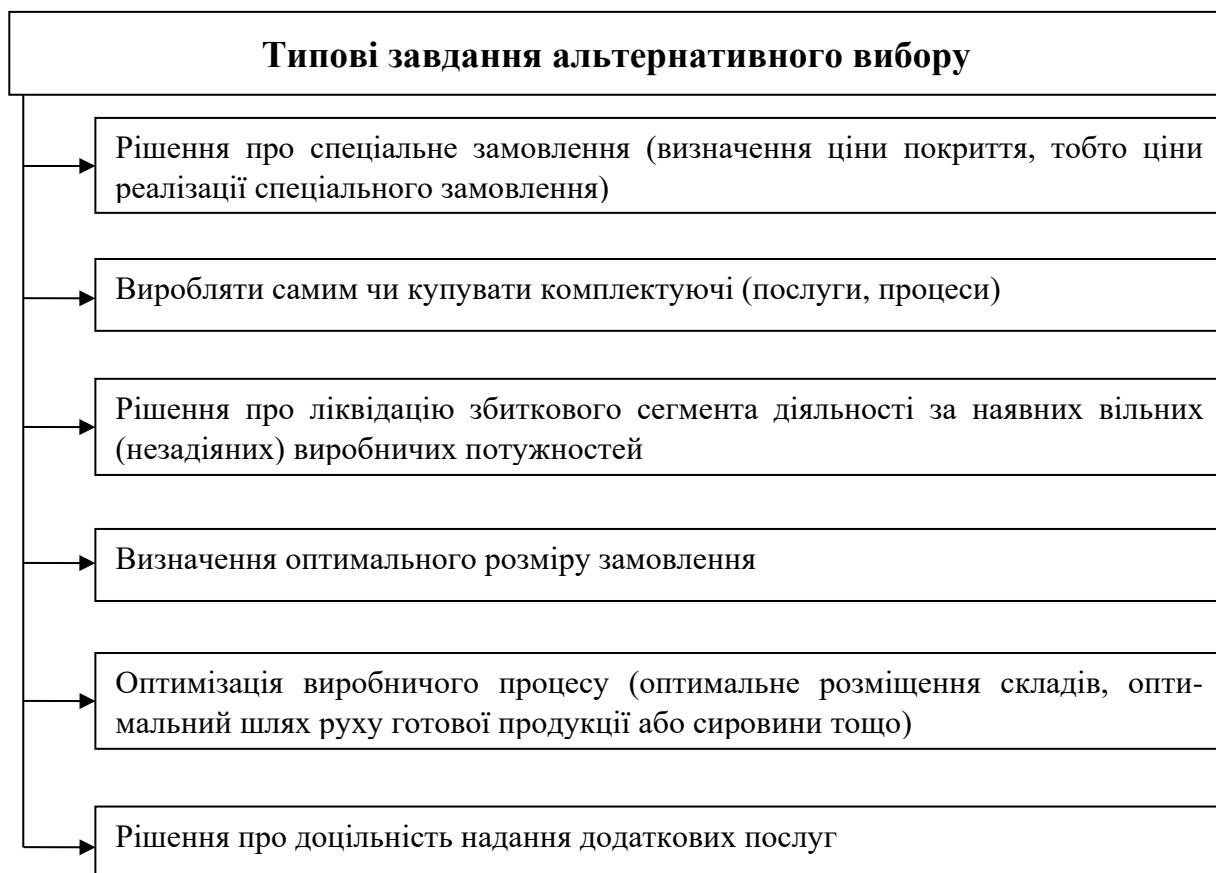 Типові завдання альтернативного вибору
Рішення про спеціальне замовлення (визначення ціни покриття, тобто ціни
реалізації спеціального замовлення)
Виробляти самим чи купувати комплектуючі (послуги, процеси)
Рішення про ліквідацію збиткового сегмента діяльності за наявних вільних
(незадіяних) виробничих потужностей
Визначення оптимального розміру замовлення
Оптимізація виробничого процесу (оптимальне розміщення складів, опти-
мальний шлях руху готової продукції або сировини тощо)
Рішення про доцільність надання додаткових послуг